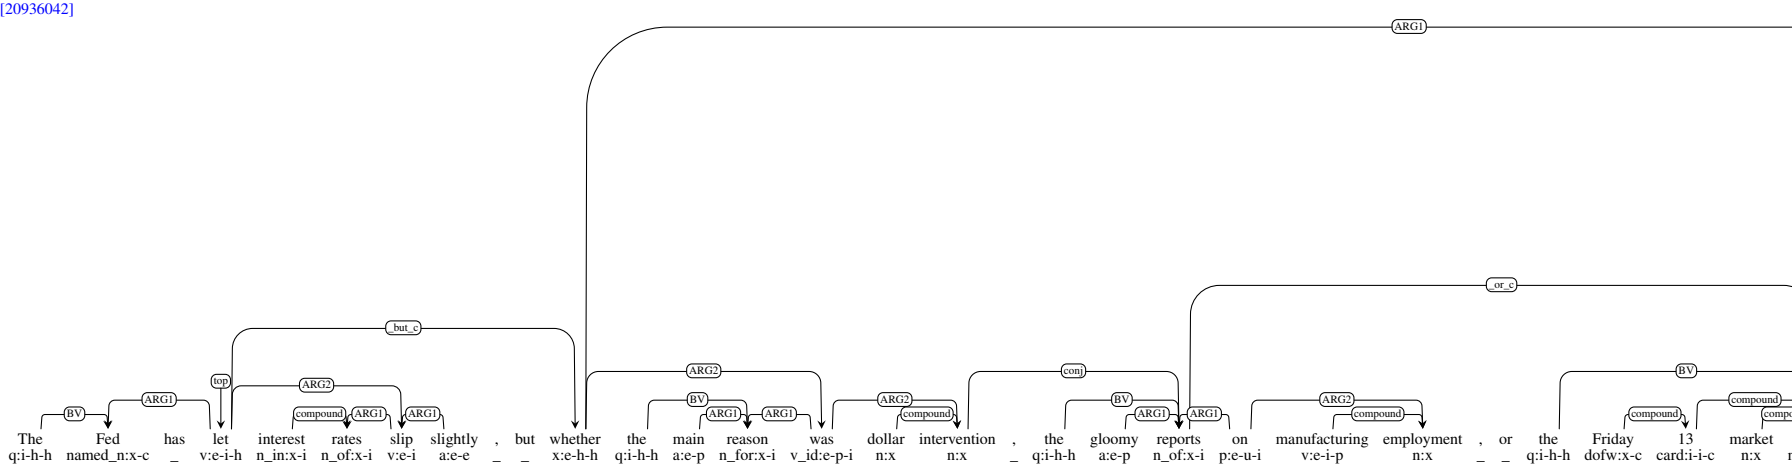 [20936042]
ARG1
_or_c
_but_c
ARG2 conj BV
top ARG2
ARG1 BV ARG2 ARG2 compound
BV compound ARG1 ARG1 ARG1 ARG1 compound ARG1 ARG1 compound compound
The Fed has let interest rates slip slightly , but whether the main reason was dollar intervention , the gloomy reports on manufacturing employment , or the Friday 13 market
q:i-h-h named_n:x-c _ v:e-i-h n_in:x-i n_of:x-i v:e-i a:e-e _ _ x:e-h-h q:i-h-h a:e-p n_for:x-i v_id:e-p-i n:x n:x _ q:i-h-h a:e-p n_of:x-i p:e-u-i v:e-i-p n:x _ _ q:i-h-h dofw:x-c card:i-i-c n:x